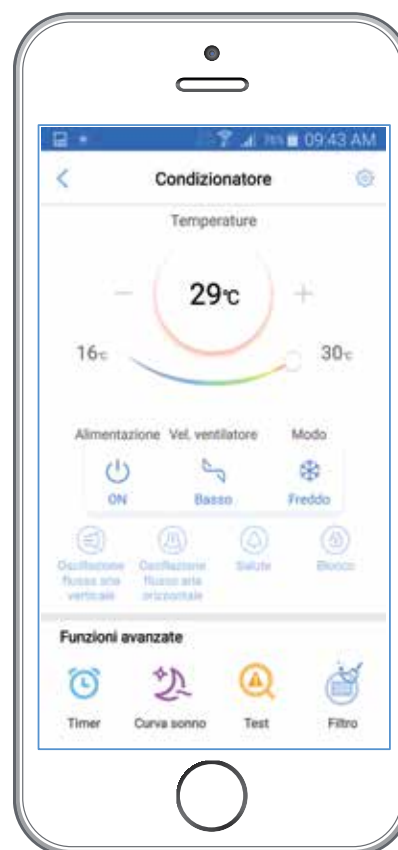 09:43 AM
Condizionatore
Temperature
29°c
16°c
30°c
Alimentazione Vel. ventilatore Modo
ON Basso Freddo
Oscillazione flusso aria verticale
Oscillazione flusso aria orizzontale
Salute
Blocco
Funzioni avanzate
Timer Curva sonno Test Filtro